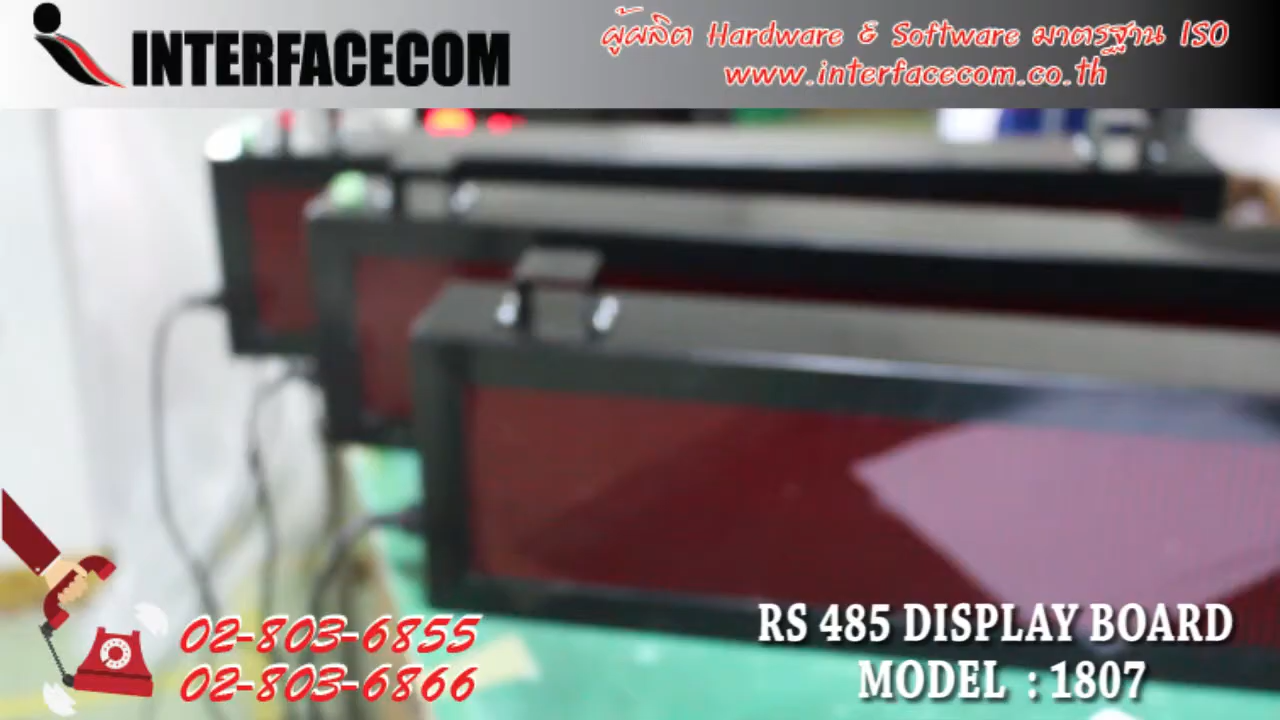 INTERFACECOM
ผู้ผลิต Hardware & Software มาตรฐาน ISO
www.interfacecom.co.th
02-803-6855
02-803-6866
RS 485 DISPLAY BOARD
MODEL : 1807